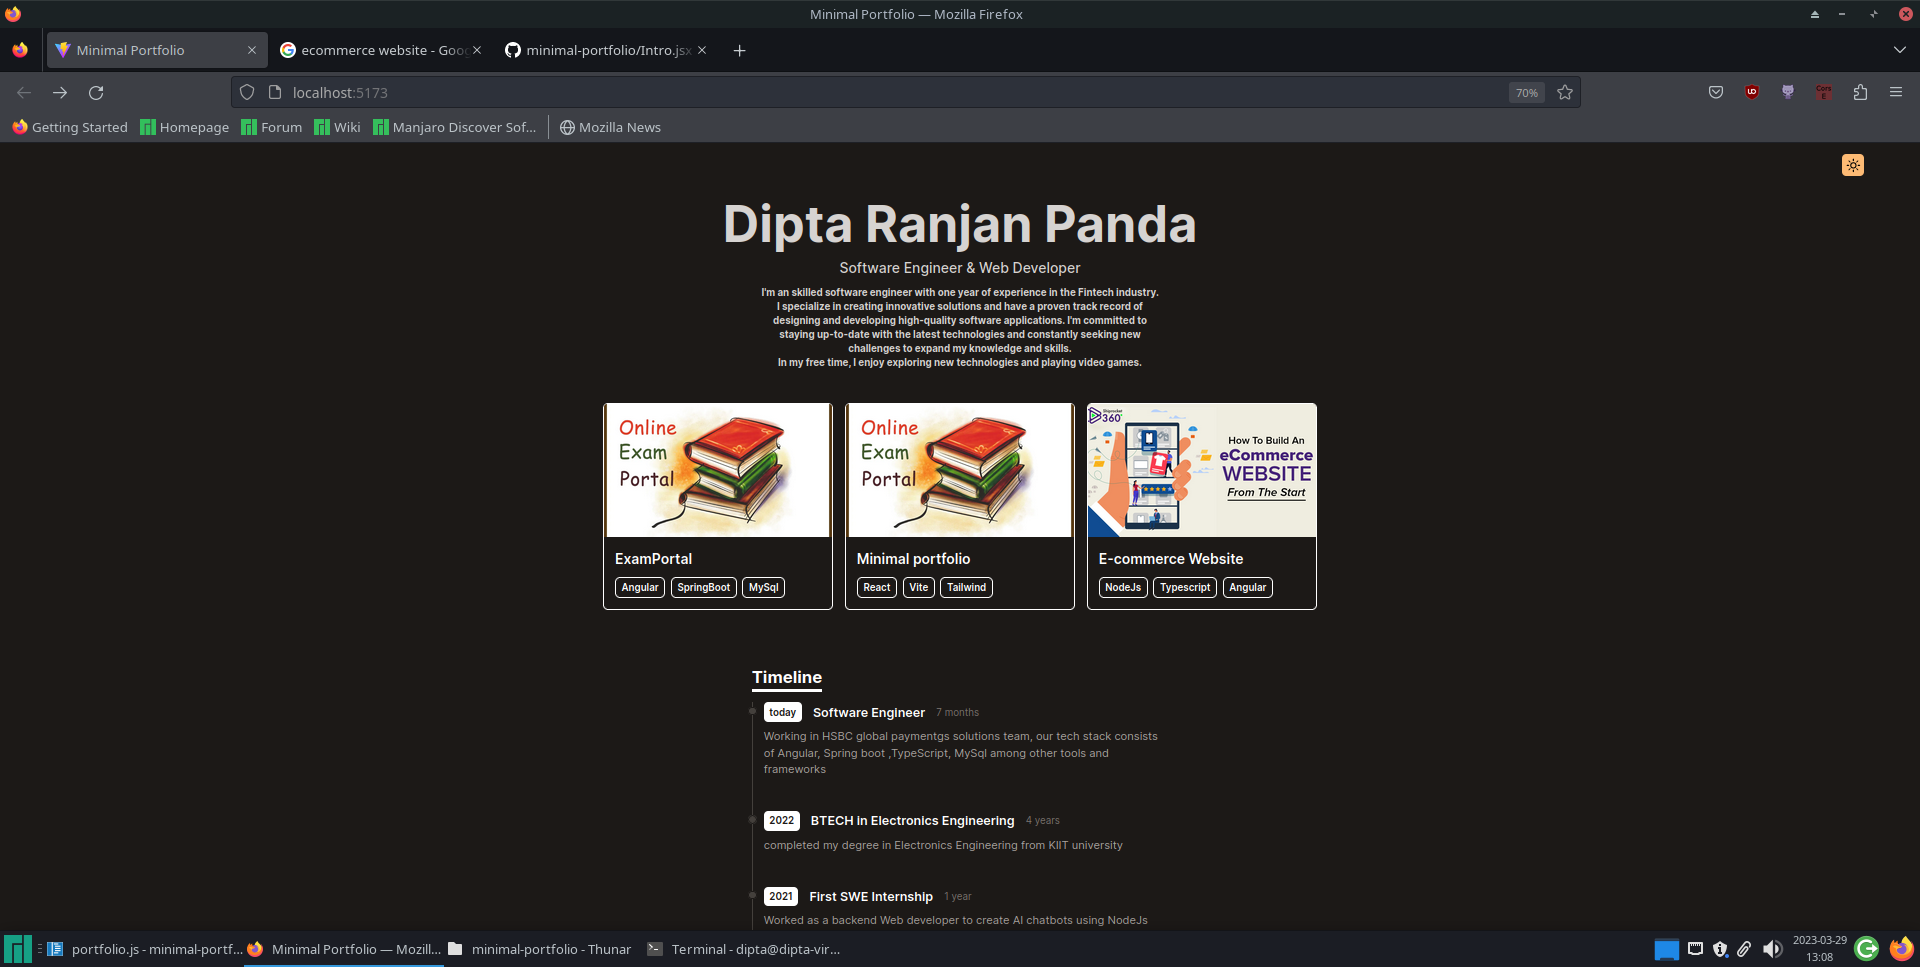 Minimal Portfolio — Mozilla Firefox
Minimal Portfolio
ecommerce website - Goog
minimal-portfolio/Intro.jsx
localhost:5173
70%
Getting Started
Homepage
Forum
Wiki
Manjaro Discover Sof...
Mozilla News
Dipta Ranjan Panda
Software Engineer & Web Developer
I'm an skilled software engineer with one year of experience in the Fintech industry.
I specialize in creating innovative solutions and have a proven track record of
designing and developing high-quality software applications. I'm committed to
staying up-to-date with the latest technologies and constantly seeking new
challenges to expand my knowledge and skills.
In my free time, I enjoy exploring new technologies and playing video games.
Online
Exam
Portal
ExamPortal
Angular SpringBoot MySql
Online
Exam
Portal
Minimal portfolio
React Vite Tailwind
360°
How To Build An
eCommerce
WEBSITE
From The Start
E-commerce Website
NodeJs Typescript Angular
Timeline
today Software Engineer 7 months
Working in HSBC global paymentgs solutions team, our tech stack consists
of Angular, Spring boot ,TypeScript, MySql among other tools and
frameworks
2022 BTECH in Electronics Engineering 4 years
completed my degree in Electronics Engineering from KIIT university
2021 First SWE Internship 1 year
Worked as a backend Web developer to create AI chatbots using NodeJs
portfolio.js - minimal-portf...
Minimal Portfolio — Mozill...
minimal-portfolio - Thunar
Terminal - dipta@dipta-vir...
2023-03-29
13:08